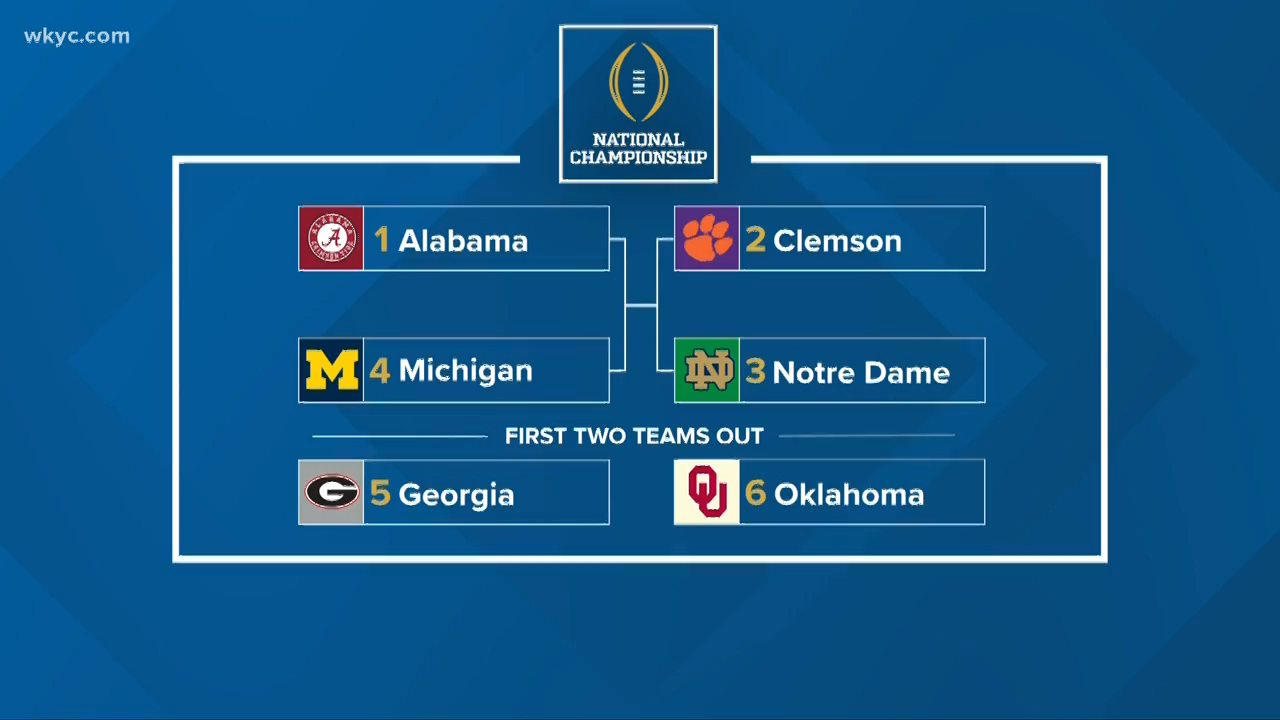 wkyc.com
NATIONAL
CHAMPIONSHIP
1 Alabama
2 Clemson
4 Michigan
3 Notre Dame
FIRST TWO TEAMS OUT
5 Georgia
6 Oklahoma